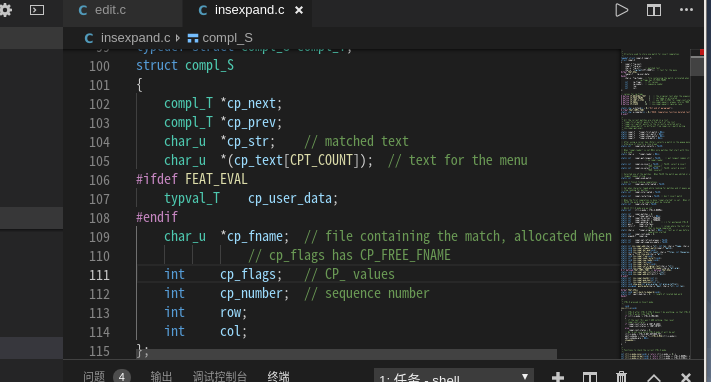 edit.c
insexpand.c
insexpand.c compl_S
99 typedef struct compl_S compl_T;
100 struct compl_S
101 {
102 compl_T *cp_next;
103 compl_T *cp_prev;
104 char_u *cp_str; // matched text
105 char_u *(cp_text[CPT_COUNT]); // text for the menu
106 #ifdef FEAT_EVAL
107 typval_T cp_user_data;
108 #endif
109 char_u *cp_fname; // file containing the match, allocated when
110 // cp_flags has CP_FREE_FNAME
111 int cp_flags; // CP_ values
112 int cp_number; // sequence number
113 int row;
114 int col;
115 };
问题 4 输出 调试控制台 终端 1: 任务 - shell